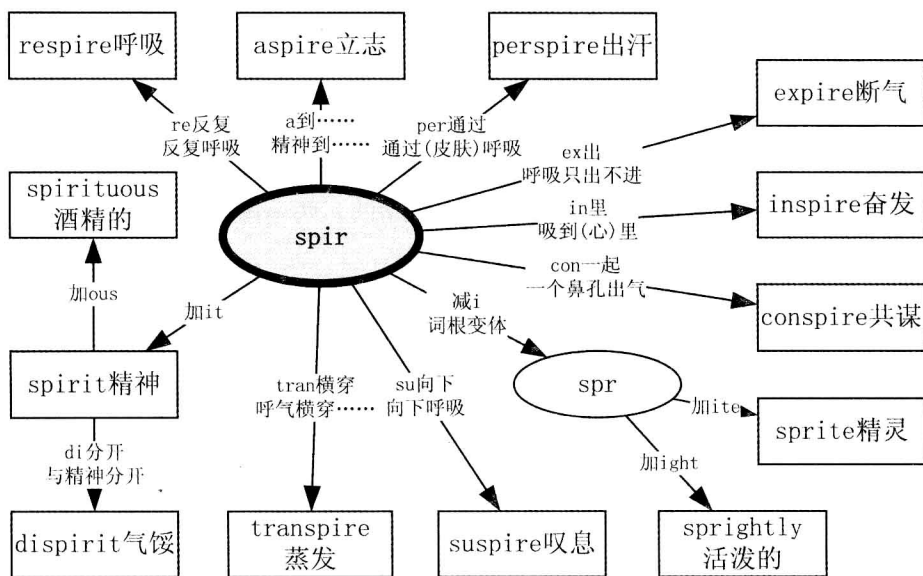 respire呼吸
aspire立志
perspire出汗
expire断气
re反复
反复呼吸
a到……
精神到……
per通过
通过(皮肤)呼吸
ex出
呼吸只出不进
spirituous
酒精的
spir
in里
吸到(心)里
inspire奋发
con一起
一个鼻孔出气
conspire共谋
加ous
加it
减i
词根变体
spirit精神
tran横穿
呼气横穿……
su向下
向下呼吸
spr
加ite
sprite精灵
di分开
与精神分开
加ight
dispirit气馁
transpire
蒸发
suspire叹息
sprightly
活泼的